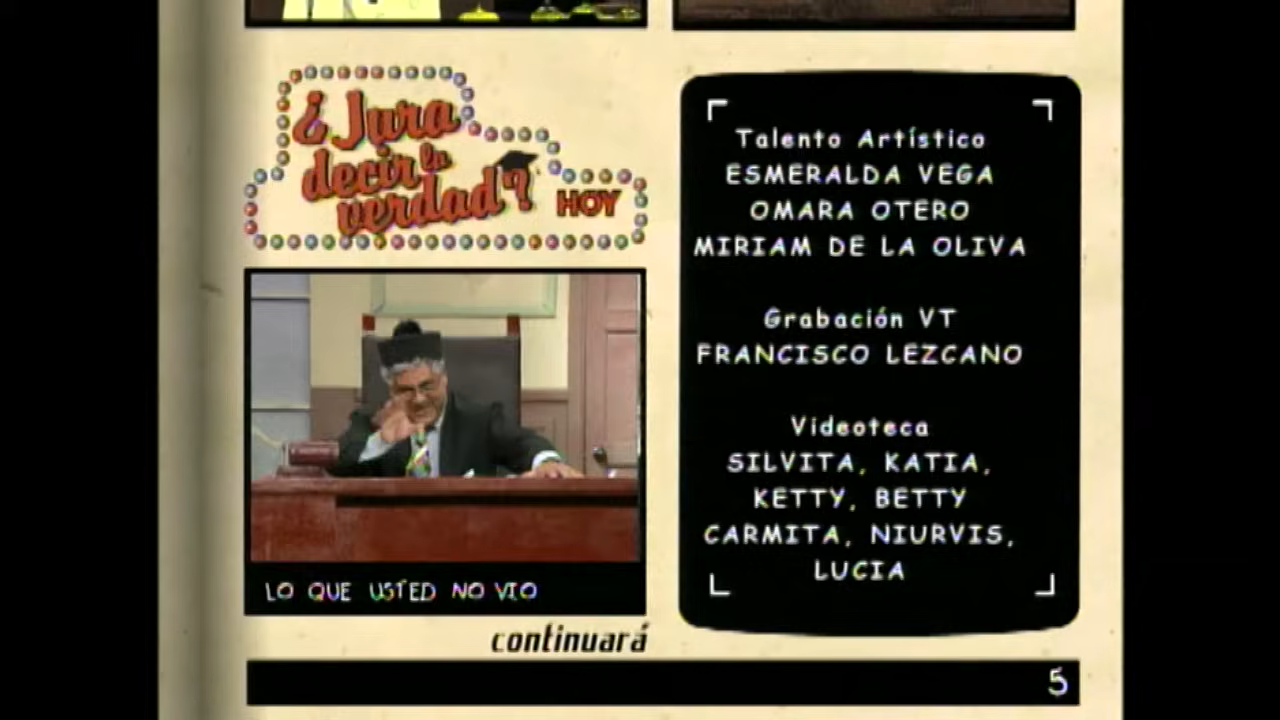 ¿Jura
decir la
verdad?
HOY
LO QUE USTED NO VIO
continuará
Talento Artístico
ESMERALDA VEGA
OMARA OTERO
MIRIAM DE LA OLIVA
Grabación VT
FRANCISCO LEZCANO
Videoteca
SILVITA, KATIA,
KETTY, BETTY
CARMITA, NIURVIS,
LUCIA
5